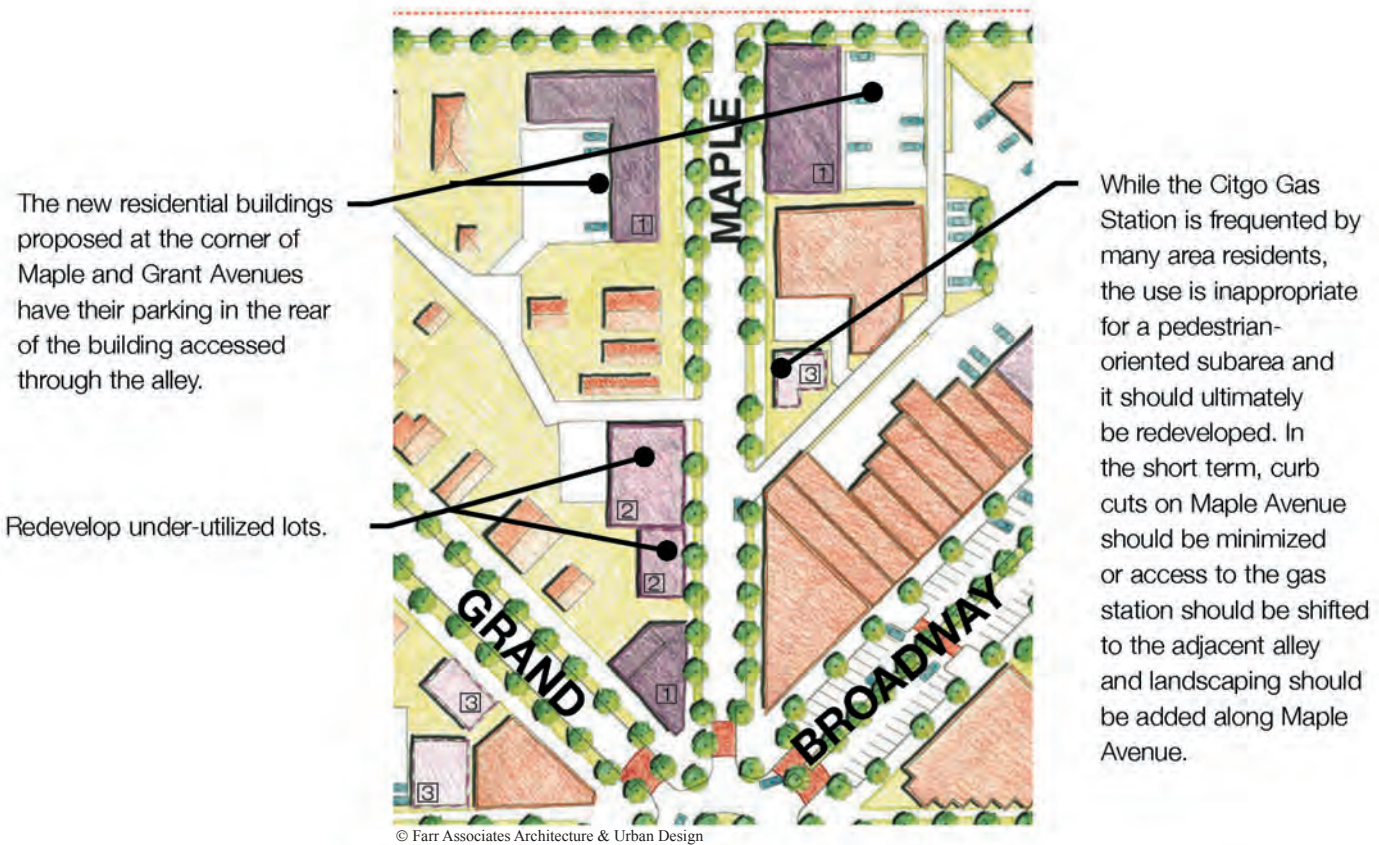 The new residential buildings
proposed at the corner of
Maple and Grant Avenues
have their parking in the rear
of the building accessed
through the alley.
Redevelop under-utilized lots.
MAPLE
1
1
3
2
2
1
3
3
GRAND
BROADWAY
While the Citgo Gas
Station is frequented by
many area residents,
the use is inappropriate
for a pedestrian-
oriented subarea and
it should ultimately
be redeveloped. In
the short term, curb
cuts on Maple Avenue
should be minimized
or access to the gas
station should be shifted
to the adjacent alley
and landscaping should
be added along Maple
Avenue.
© Farr Associates Architecture & Urban Design